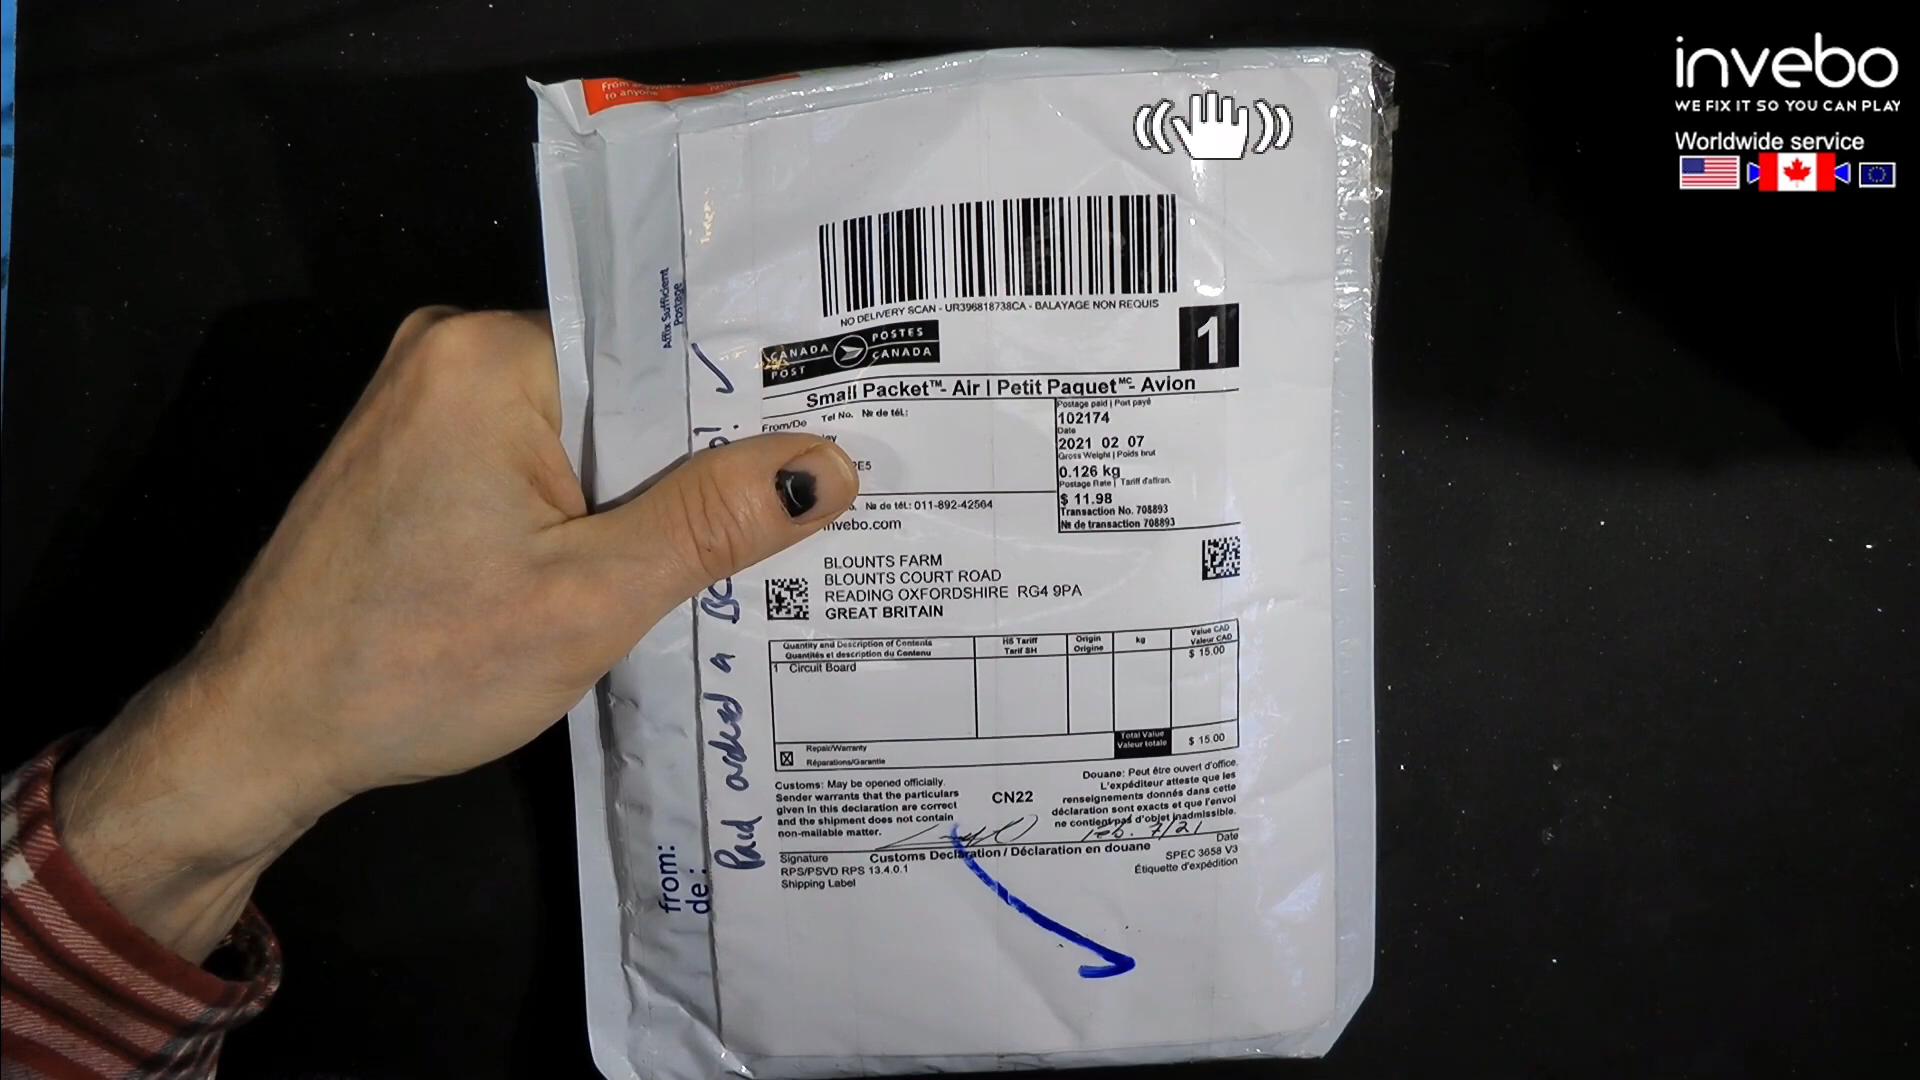 invebo
WE FIX IT SO YOU CAN PLAY
Worldwide service
From anywhere
to anyone
Affix Sufficient
Postage
NO DELIVERY SCAN - UR396818738CA - BALAYAGE NON REQUIS
CANADA POST
POSTES CANADA
1
Small Packet™- Air | Petit Paquet MC- Avion
From/De
Tel No. № de tél.:
Postage paid | Port payé
102174
Date
2021 02 07
Gross Weight | Poids brut
0.126 kg
Postage Rate | Tariff d'affran.
$ 11.98
Transaction No. 708893
№ de transaction 708893
№ de tél.: 011-892-42564
invebo.com
BLOUNTS FARM
BLOUNTS COURT ROAD
READING OXFORDSHIRE RG4 9PA
GREAT BRITAIN
Quantity and Description of Contents
Quantités et description du Contenu
HS Tariff
Tarif SH
Origin
Origine
kg
Value CAD
Valeur CAD
1 Circuit Board
$ 15.00
Repair/Warranty
Réparations/Garantie
Total Value
Valeur totale
$ 15.00
Customs: May be opened officially.
Sender warrants that the particulars
given in this declaration are correct
and the shipment does not contain
non-mailable matter.
CN22
Douane: Peut être ouvert d'office.
L'expéditeur atteste que les
renseignements donnés dans cette
déclaration sont exacts et que l'envoi
ne contient pas d'objet inadmissible.
Feb. 7/21
Signature
Customs Declaration / Déclaration en douane
Date
RPS/PSVD RPS 13.4.0.1
SPEC 3658 V3
Shipping Label
Étiquette d'expédition
from:
de:
Paid
a